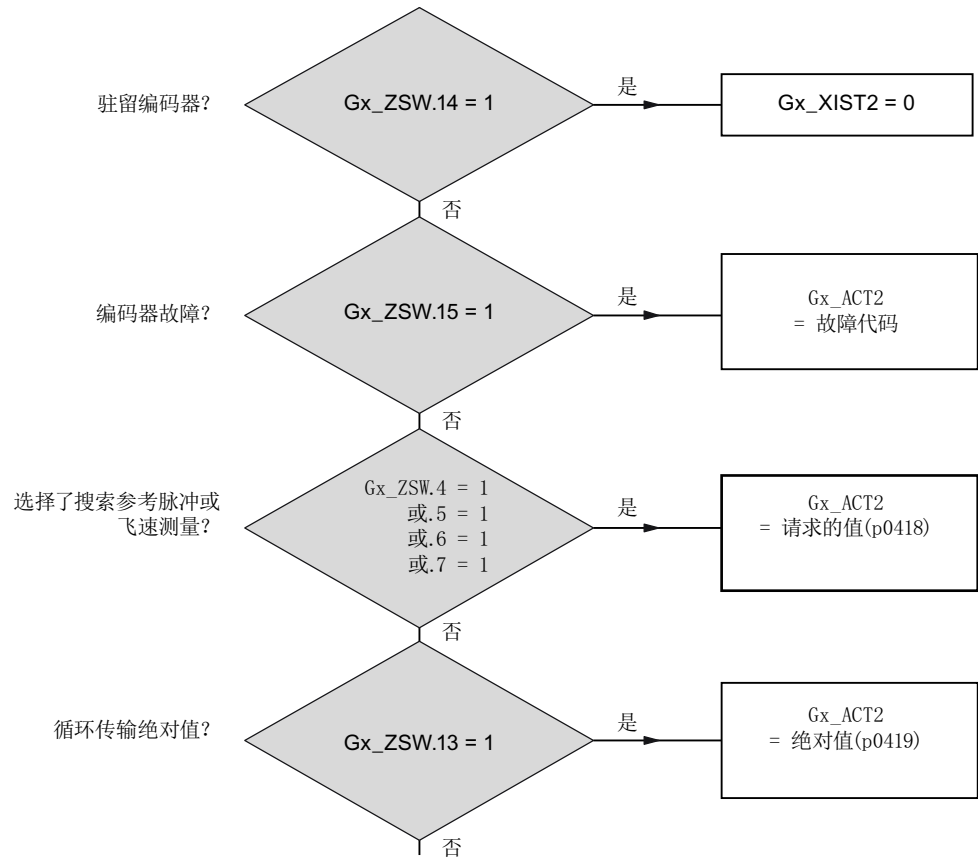 驻留编码器?
Gx_ZSW.14 = 1
是
Gx_XIST2 = 0
否
编码器故障?
Gx_ZSW.15 = 1
是
Gx_ACT2
= 故障代码
否
选择了搜索参考脉冲或
飞速测量?
Gx_ZSW.4 = 1
或.5 = 1
或.6 = 1
或.7 = 1
是
Gx_ACT2
= 请求的值(p0418)
否
循环传输绝对值?
Gx_ZSW.13 = 1
是
Gx_ACT2
= 绝对值(p0419)
否